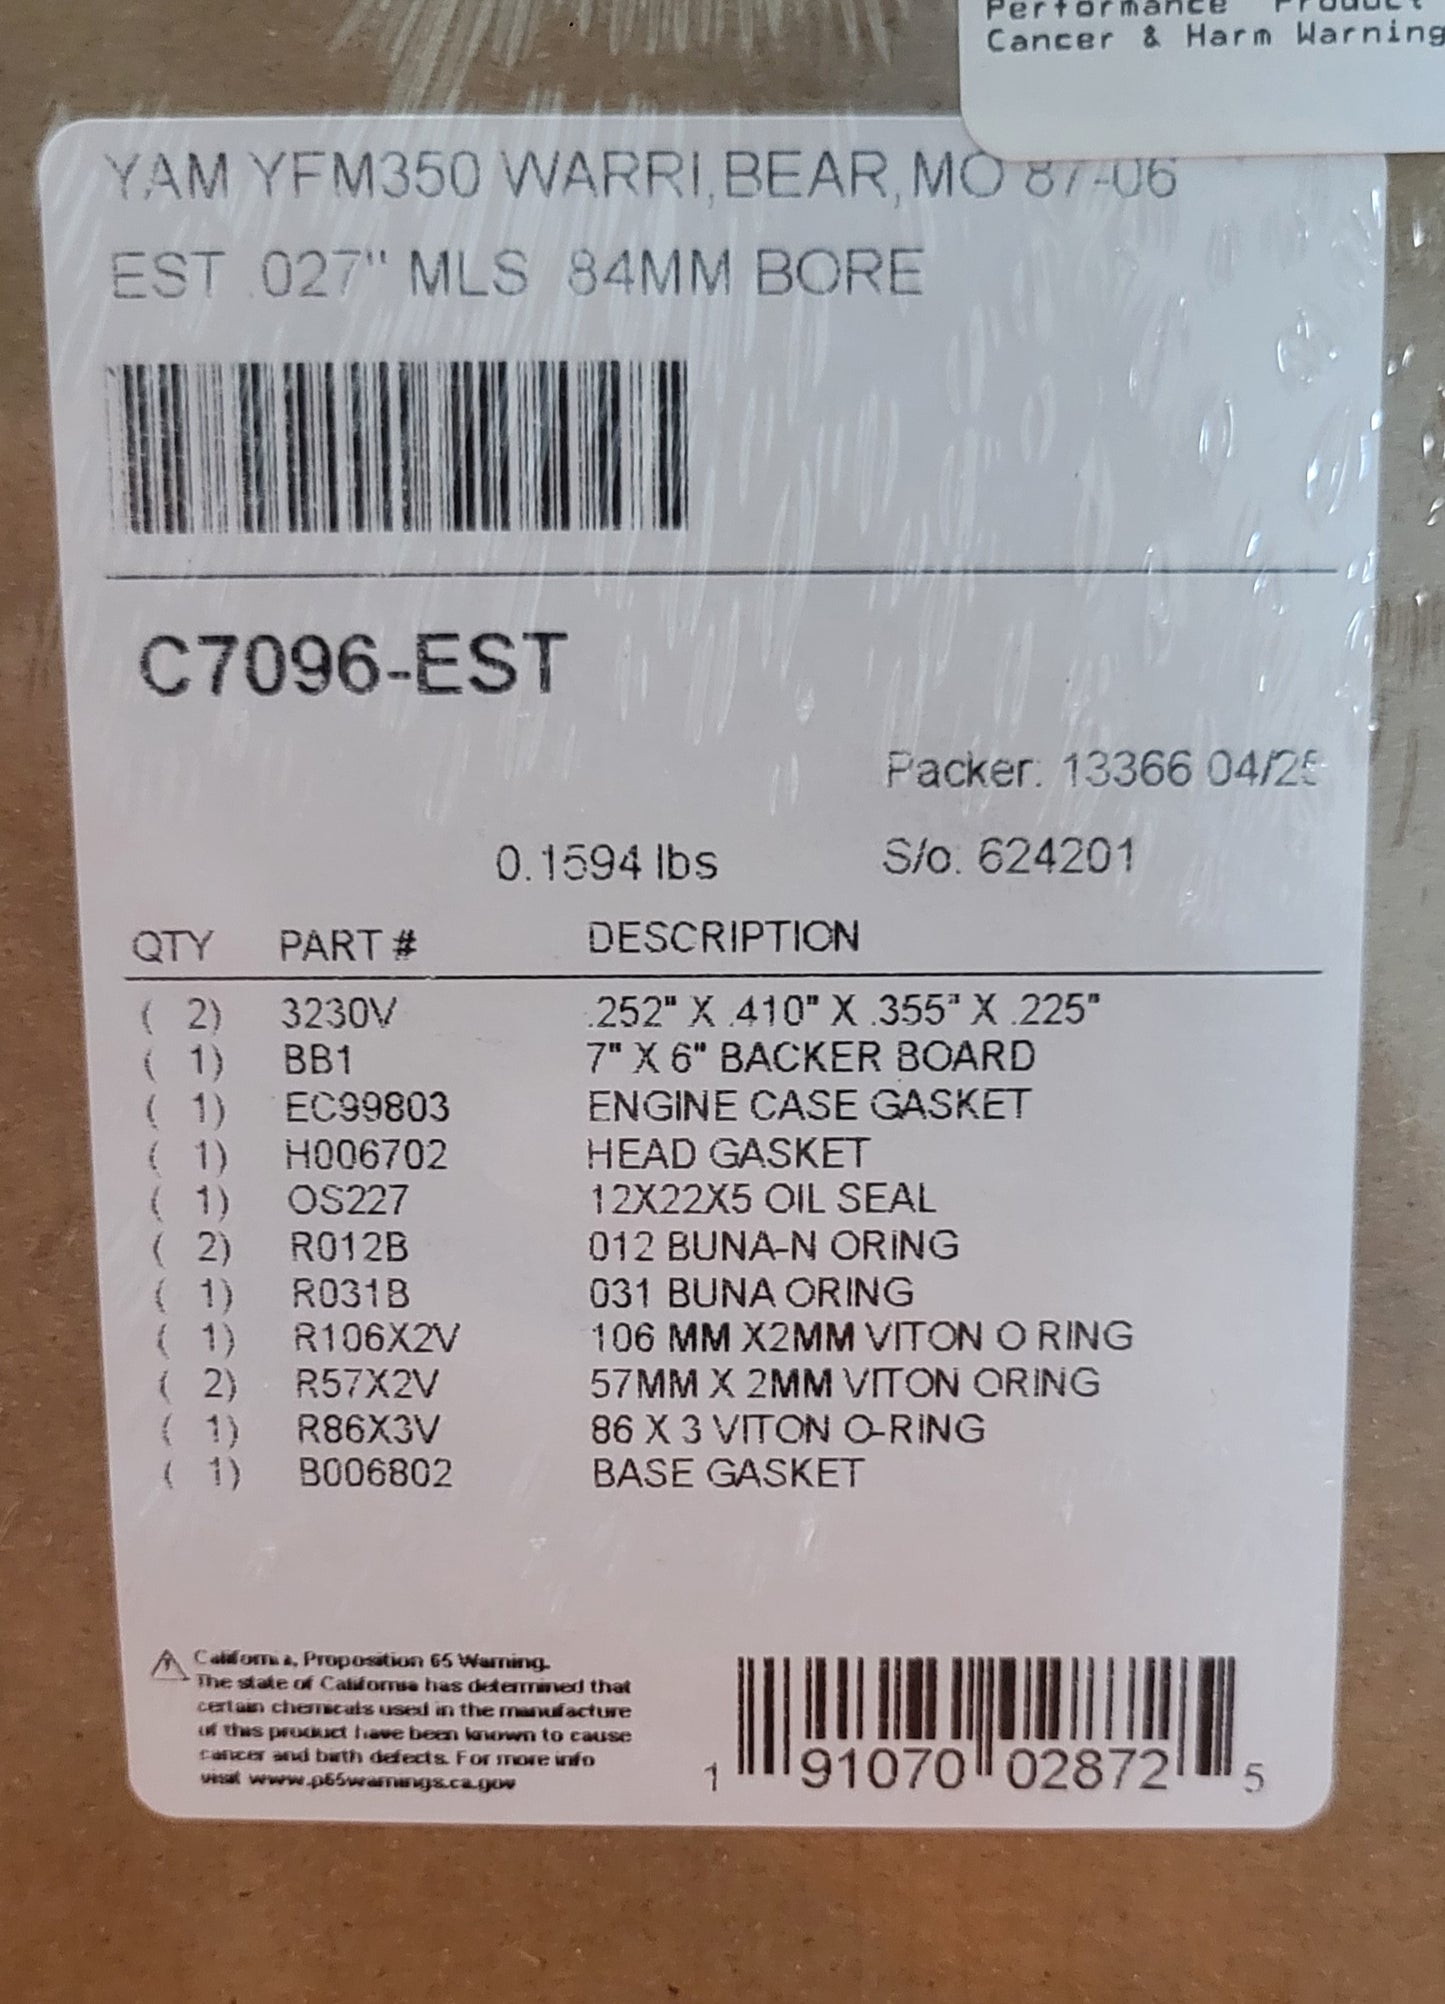 Performance Product
Cancer & Harm Warning
YAM YFM350 WARRI,BEAR,MO 87-06
EST .027" MLS 84MM BORE
C7096-EST
Packer: 13366 04/25
0.1594 lbs
S/o: 624201
QTY PART # DESCRIPTION
( 2) 3230V .252" X .410" X .355" X .225"
( 1) BB1 7" X 6" BACKER BOARD
( 1) EC99803 ENGINE CASE GASKET
( 1) H006702 HEAD GASKET
( 1) OS227 12X22X5 OIL SEAL
( 2) R012B 012 BUNA-N ORING
( 1) R031B 031 BUNA ORING
( 1) R106X2V 106 MM X2MM VITON O RING
( 2) R57X2V 57MM X 2MM VITON ORING
( 1) R86X3V 86 X 3 VITON O-RING
( 1) B006802 BASE GASKET
California, Proposition 65 Warning.
The state of California has determined that
certain chemicals used in the manufacture
of this product have been known to cause
cancer and birth defects. For more info
visit www.p65warnings.ca.gov
1 91070 02872 5